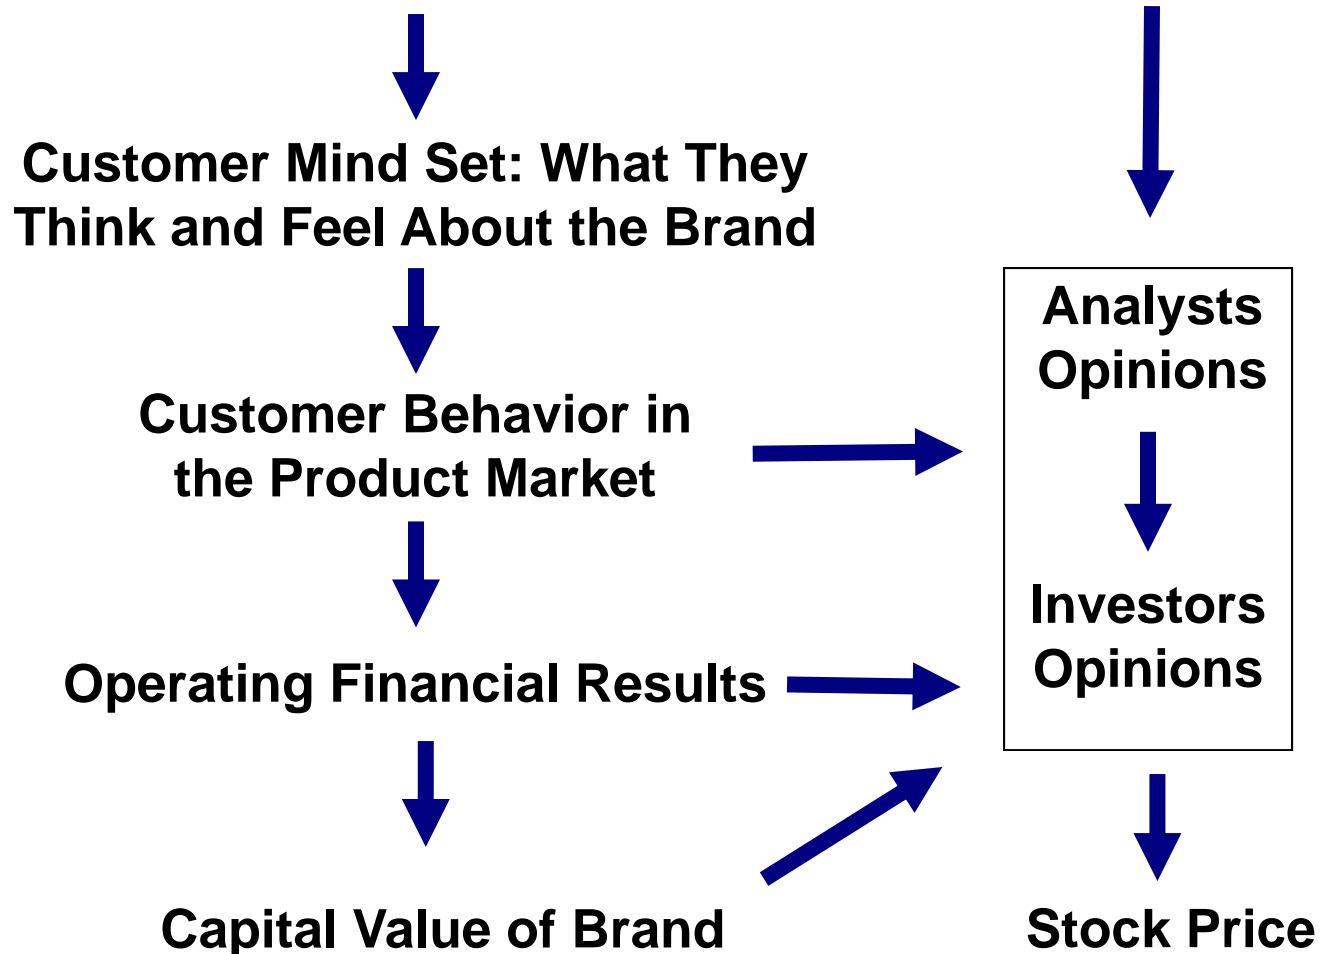 Customer Mind Set: What They
Think and Feel About the Brand
Analysts
Opinions
Customer Behavior in
the Product Market
Investors
Opinions
Operating Financial Results
Capital Value of Brand
Stock Price